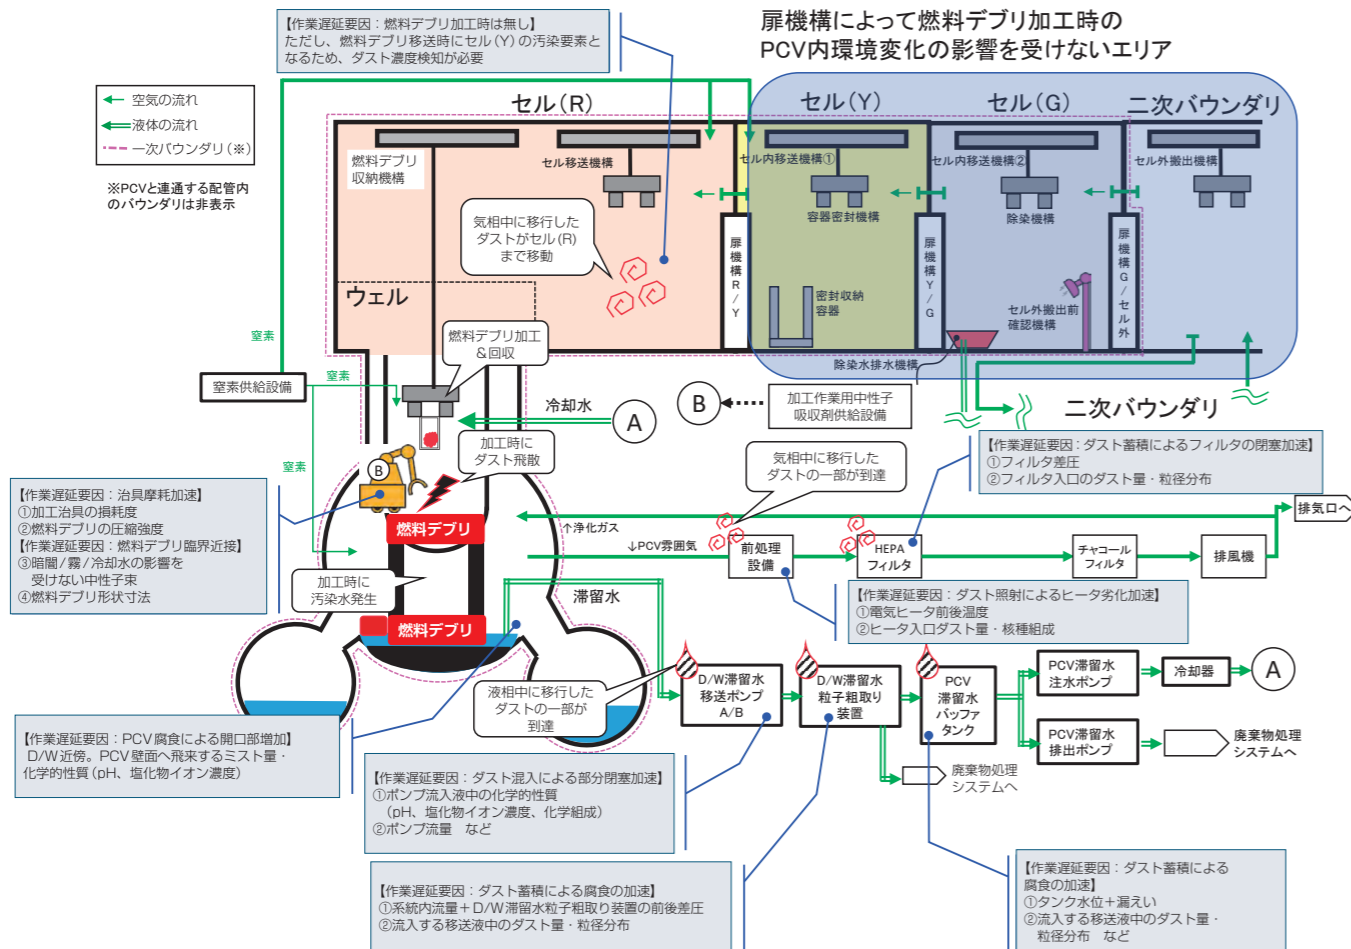 【作業遅延要因：燃料デブリ加工時は無し】
ただし、燃料デブリ移送時にセル(Y)の汚染要素と
なるため、ダスト濃度検知が必要
扉機構によって燃料デブリ加工時の
PCV内環境変化の影響を受けないエリア
空気の流れ
液体の流れ
一次バウンダリ(※)
※PCVと連通する配管内
のバウンダリは非表示
セル(R)
セル(Y)
セル(G)
二次バウンダリ
燃料デブリ
収納機構
セル移送機構
セル内移送機構①
セル内移送機構②
セル外搬出機構
容器密封機構
除染機構
気相中に移行した
ダストがセル(R)
まで移動
扉機構R/Y
扉機構Y/G
扉機構G/セル外
ウェル
密封収納
容器
セル外搬出前
確認機構
除染水排水機構
窒素
燃料デブリ加工
&回収
窒素供給設備
窒素
冷却水
A
B
加工作業用中性子
吸収剤供給設備
二次バウンダリ
加工時に
ダスト飛散
気相中に移行した
ダストの一部が到達
【作業遅延要因：ダスト蓄積によるフィルタの閉塞加速】
①フィルタ差圧
②フィルタ入口のダスト量・粒径分布
窒素
B
【作業遅延要因：治具摩耗加速】
①加工治具の損耗度
②燃料デブリの圧縮強度
【作業遅延要因：燃料デブリ臨界近接】
③暗闇/霧/冷却水の影響を
受けない中性子束
④燃料デブリ形状寸法
燃料デブリ
↑浄化ガス
↓PCV雰囲気
前処理
設備
HEPA
フィルタ
チャコール
フィルタ
排風機
排気口へ
加工時に
汚染水発生
滞留水
【作業遅延要因：ダスト照射によるヒータ劣化加速】
①電気ヒータ前後温度
②ヒータ入口ダスト量・核種組成
燃料デブリ
液相中に移行した
ダストの一部が
到達
D/W滞留水
移送ポンプ
A/B
D/W滞留水
粒子粗取り
装置
PCV
滞留水
バッファ
タンク
PCV滞留水
注水ポンプ
冷却器
A
PCV滞留水
排出ポンプ
廃棄物処理
システムへ
廃棄物処理
システムへ
【作業遅延要因：PCV腐食による開口部増加】
D/W近傍。PCV壁面へ飛来するミスト量・
化学的性質(pH、塩化物イオン濃度)
【作業遅延要因：ダスト混入による部分閉塞加速】
①ポンプ流入液中の化学的性質
(pH、塩化物イオン濃度、化学組成)
②ポンプ流量　など
【作業遅延要因：ダスト蓄積による腐食の加速】
①系統内流量+D/W滞留水粒子粗取り装置の前後差圧
②流入する移送液中のダスト量・粒径分布
【作業遅延要因：ダスト蓄積による
腐食の加速】
①タンク水位+漏えい
②流入する移送液中のダスト量・
粒径分布　など